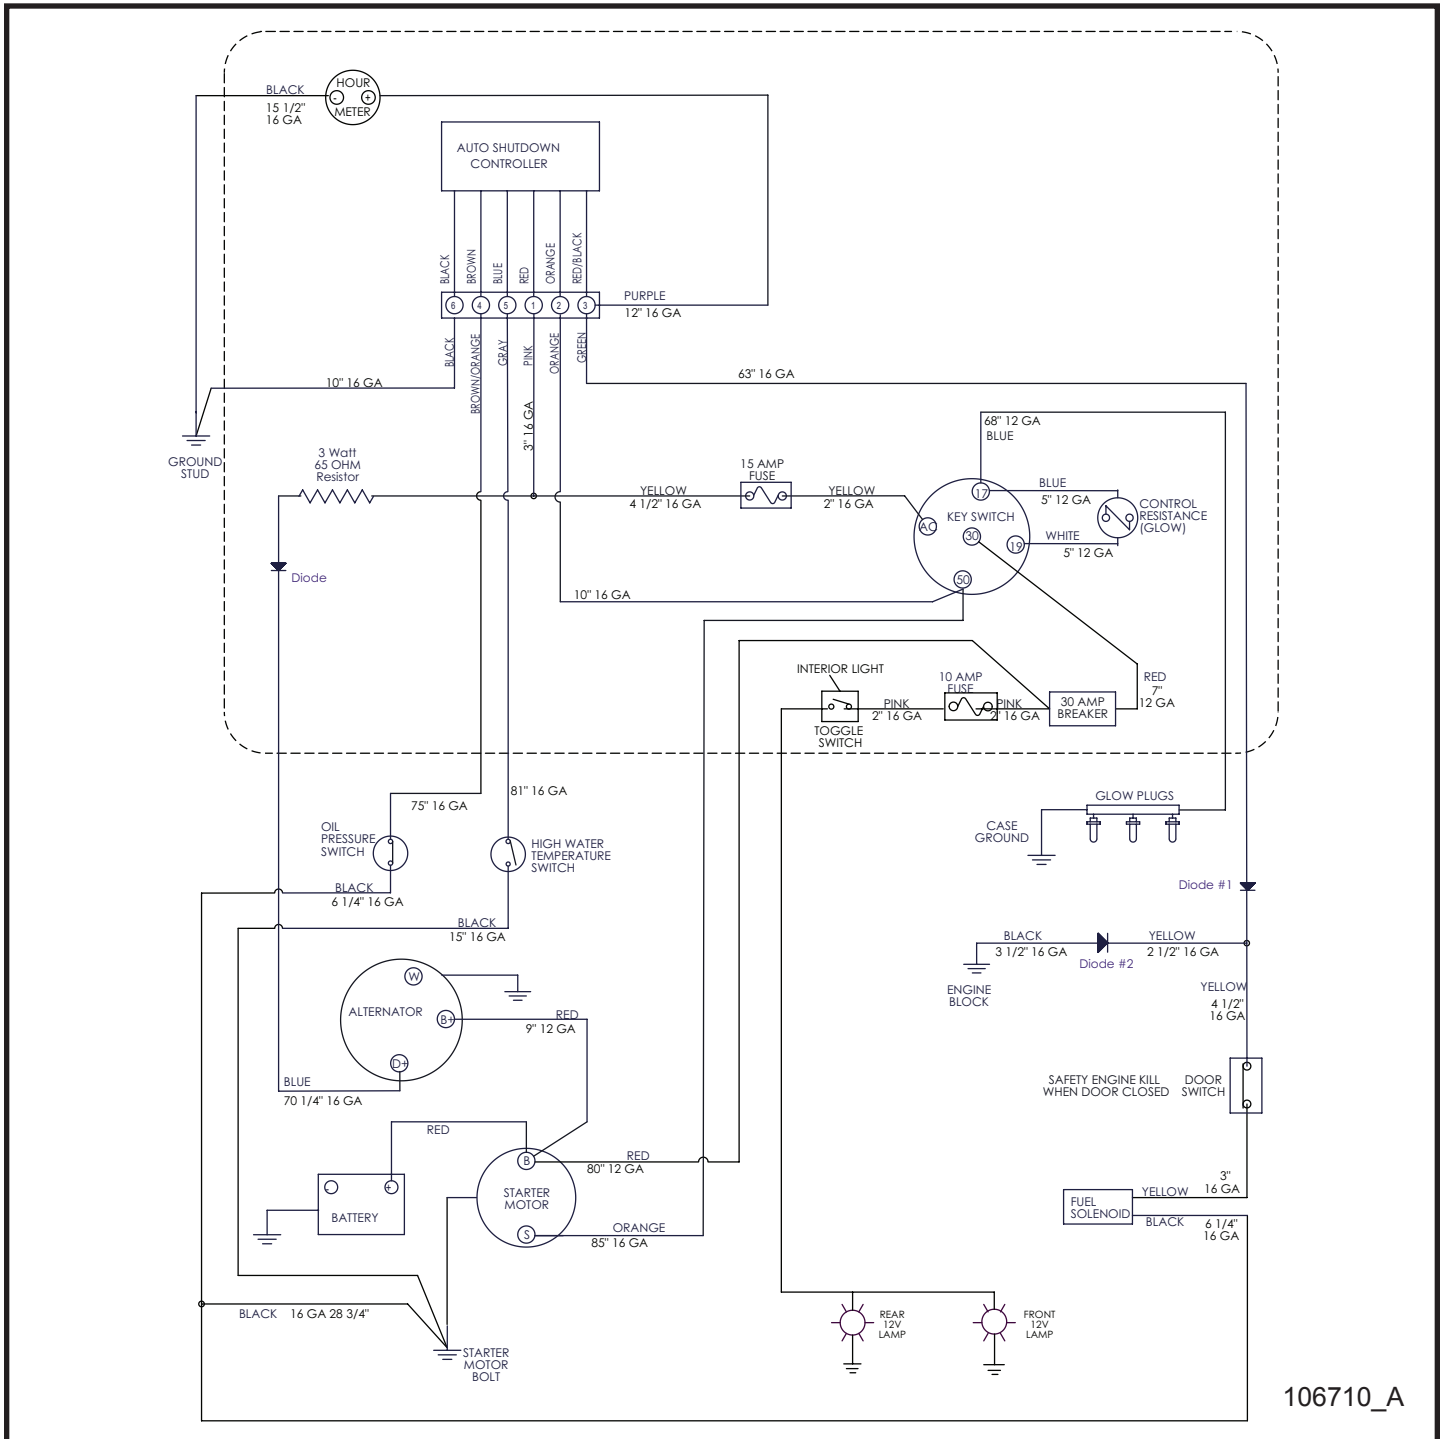 HOUR
METER
-
+
BLACK
15 1/2"
16 GA
AUTO SHUTDOWN
CONTROLLER
BLACK
BROWN
BLUE
RED
ORANGE
RED/BLACK
6
4
5
1
2
3
PURPLE
12" 16 GA
BLACK
BROWN/ORANGE
GRAY
PINK
ORANGE
GREEN
10" 16 GA
3" 16 GA
63" 16 GA
GROUND
STUD
3 Watt
65 OHM
Resistor
15 AMP
FUSE
YELLOW
4 1/2" 16 GA
YELLOW
2" 16 GA
68" 12 GA
BLUE
17
AC
KEY SWITCH
30
19
50
BLUE
5" 12 GA
WHITE
5" 12 GA
CONTROL
RESISTANCE
(GLOW)
Diode
10" 16 GA
INTERIOR LIGHT
TOGGLE
SWITCH
PINK
2" 16 GA
10 AMP
FUSE
PINK
2" 16 GA
30 AMP
BREAKER
RED
7"
12 GA
75" 16 GA
81" 16 GA
OIL
PRESSURE
SWITCH
HIGH WATER
TEMPERATURE
SWITCH
BLACK
6 1/4" 16 GA
BLACK
15" 16 GA
GLOW PLUGS
CASE
GROUND
Diode #1
BLACK
3 1/2" 16 GA
Diode #2
YELLOW
2 1/2" 16 GA
ENGINE
BLOCK
YELLOW
4 1/2"
16 GA
W
ALTERNATOR
B+
D+
RED
9" 12 GA
BLUE
70 1/4" 16 GA
SAFETY ENGINE KILL
WHEN DOOR CLOSED
DOOR
SWITCH
RED
B
STARTER
MOTOR
S
RED
80" 12 GA
ORANGE
85" 16 GA
-
+
BATTERY
FUEL
SOLENOID
YELLOW
3"
16 GA
BLACK
6 1/4"
16 GA
BLACK 16 GA 28 3/4"
STARTER
MOTOR
BOLT
REAR
12V
LAMP
FRONT
12V
LAMP
106710_A